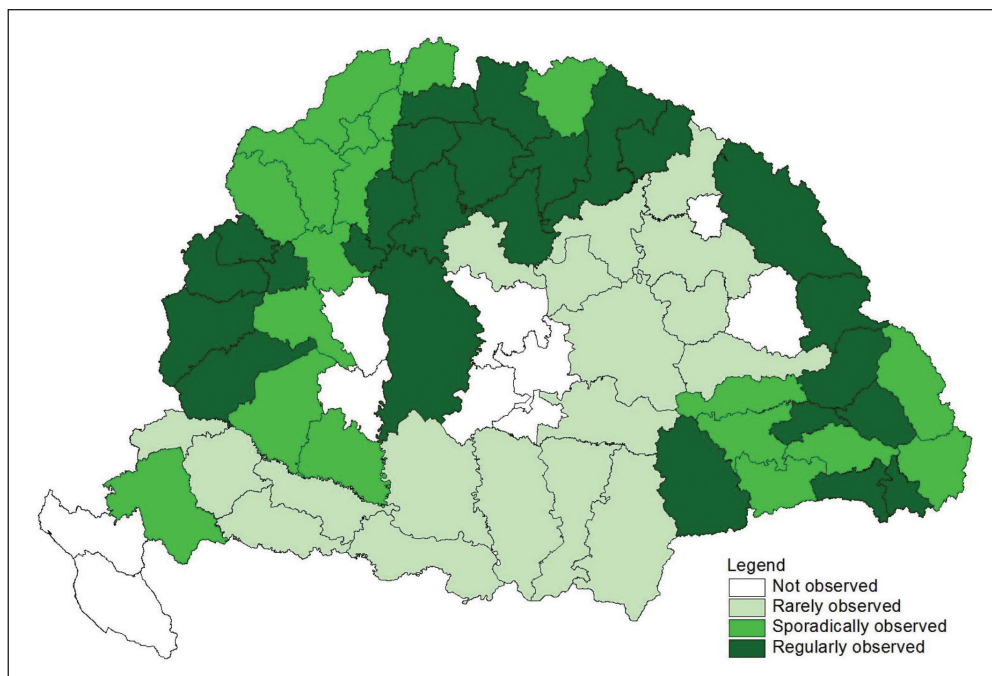 Legend
Not observed
Rarely observed
Sporadically observed
Regularly observed